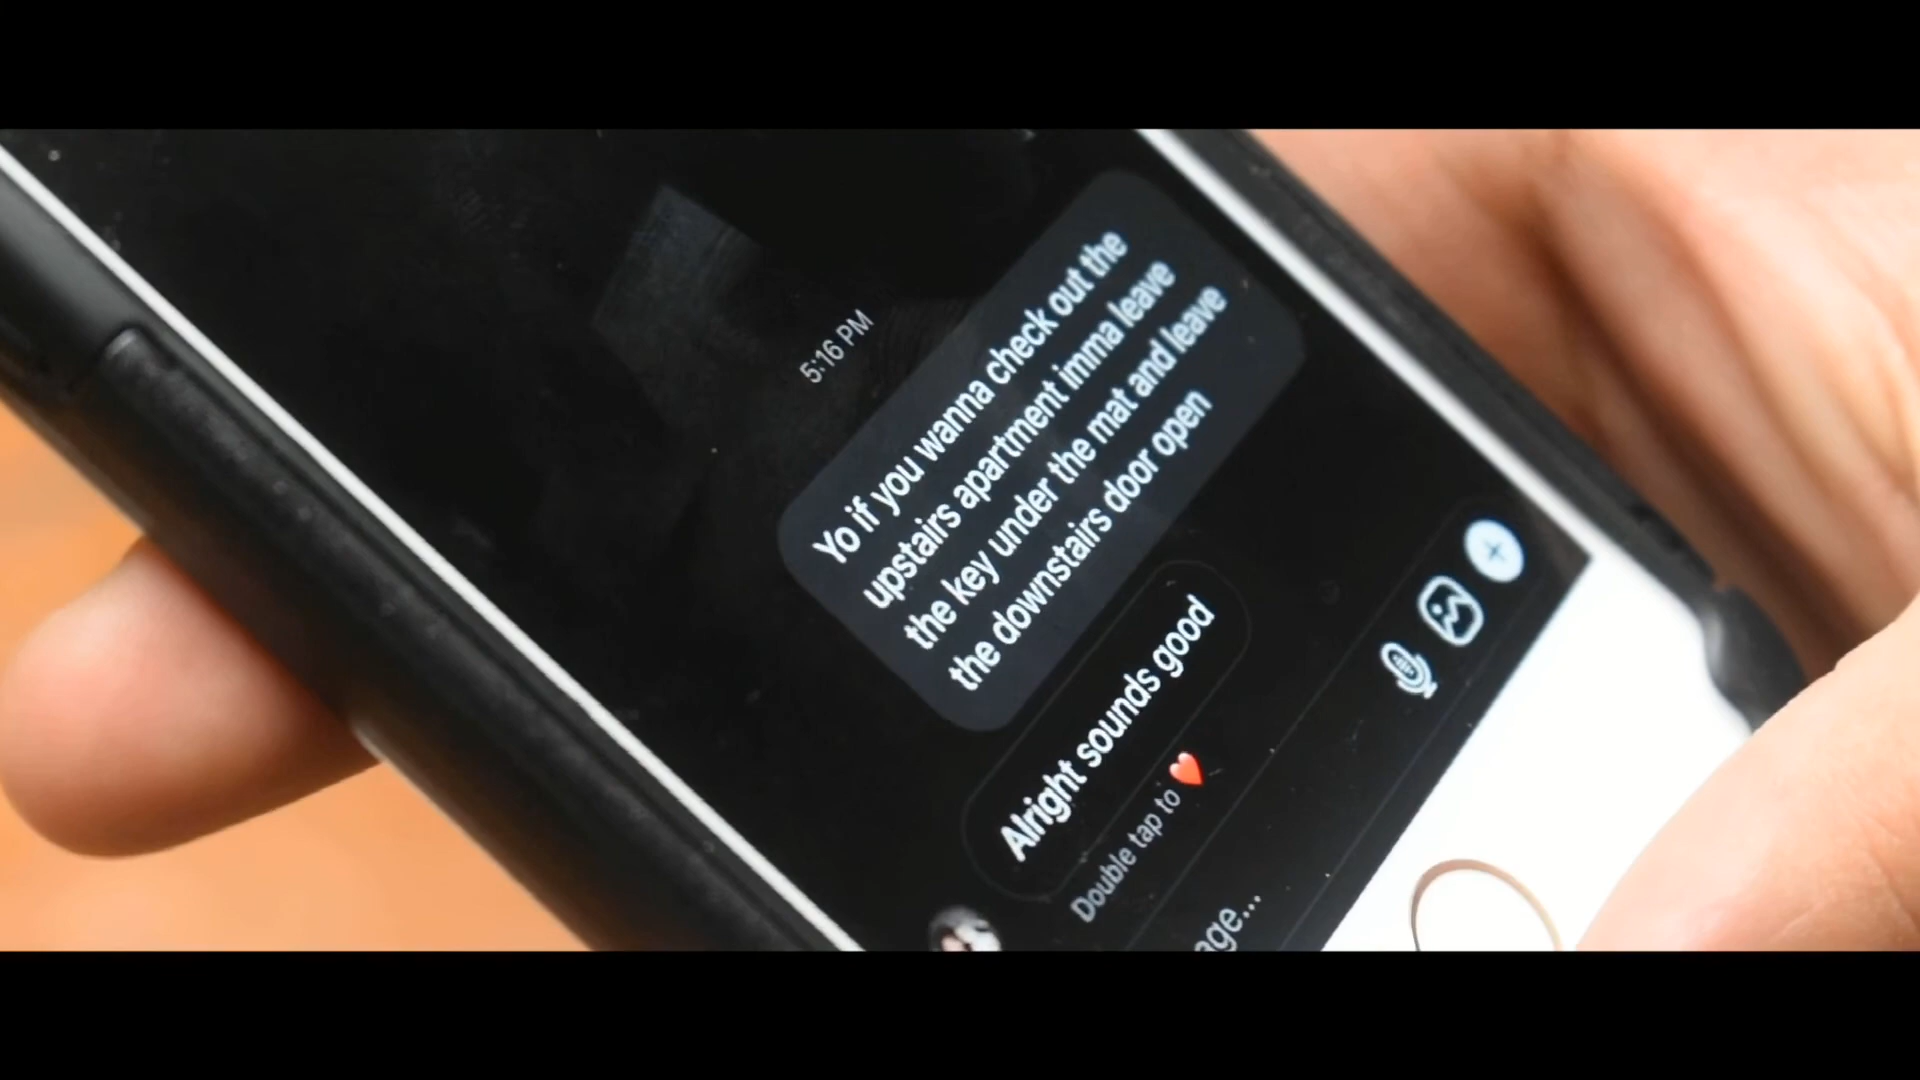 5:16 PM
Yo if you wanna check out the
upstairs apartment imma leave
the key under the mat and leave
the downstairs door open
Alright sounds good
Double tap to ❤️